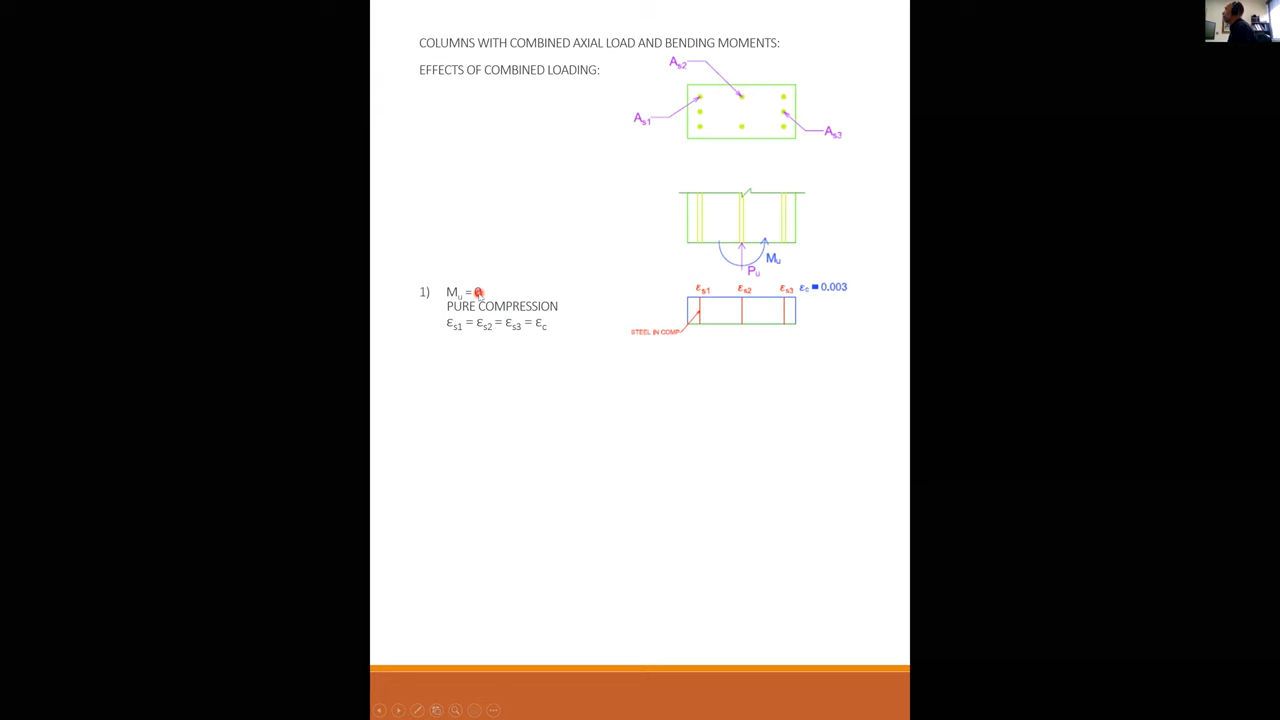 COLUMNS WITH COMBINED AXIAL LOAD AND BENDING MOMENTS:
EFFECTS OF COMBINED LOADING:
As2
As1
As3
Mu
Pu
1) Mu = 0
PURE COMPRESSION
εs1 = εs2 = εs3 = εc
εs1 εs2 εs3 εc = 0.003
STEEL IN COMP